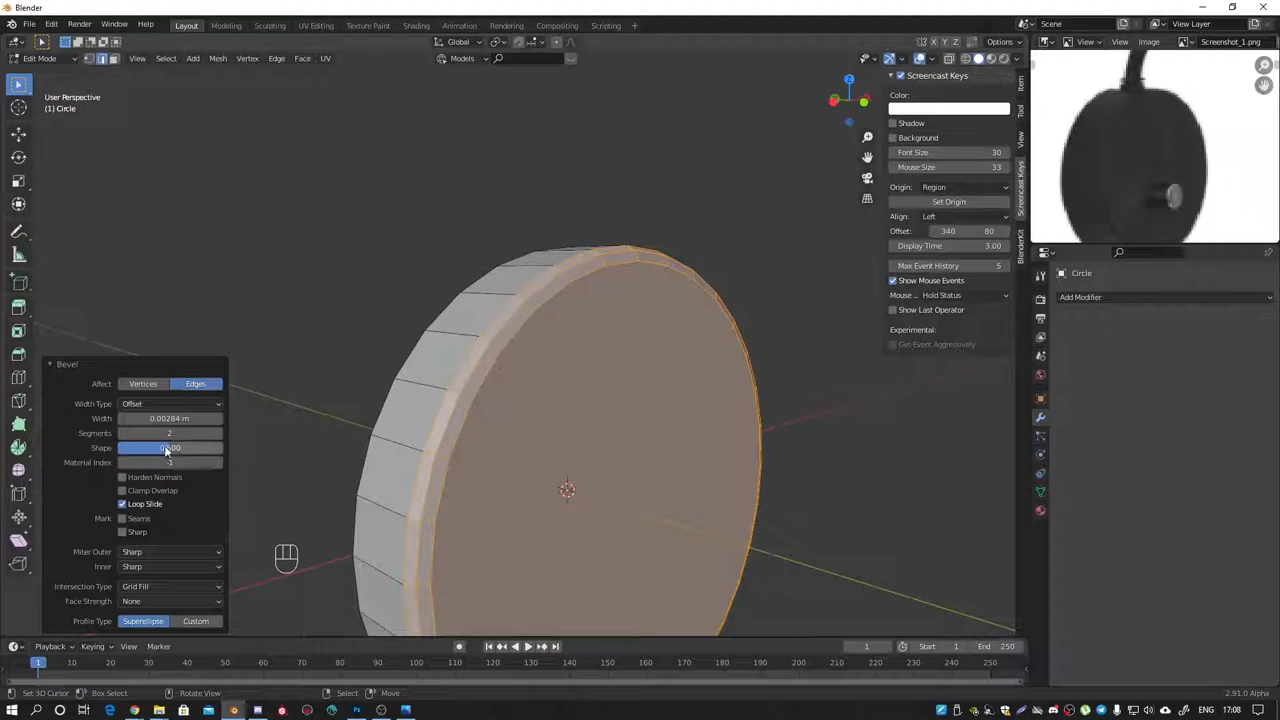 Blender
File Edit Render Window Help Layout Modeling Sculpting UV Editing Texture Paint Shading Animation Rendering Compositing Scripting Scene View Layer
Global X Y Z Options View Image Screenshot_1.png
Edit Mode View Select Add Mesh Vertex Edge Face UV Models
User Perspective
(1) Circle
Screencast Keys
Color:
Shadow
Background
Font Size 30
Mouse Size 33
Origin: Region
Set Origin
Align: Left
Offset: 340 80
Display Time 3.00
Max Event History 5
Show Mouse Events
Mouse... Hold Status
Show Last Operator
Experimental:
Get Event Aggressively
Item
Tool
View
Screencast Keys
BlenderKit
Circle
Add Modifier
Bevel
Affect Vertices Edges
Width Type Offset
Width 0.00284 m
Segments 2
Shape
Material Index -1
Harden Normals
Clamp Overlap
Loop Slide
Mark Seams
Sharp
Miter Outer Sharp
Inner Sharp
Intersection Type Grid Fill
Face Strength None
Profile Type Superellipse Custom
Playback Keying View Marker 1 Start 1 End 250
1 10 20 30 40 50 60 70 80 90 100 110 120 130 140 150 160 170 180 190 200 210 220 230 240 250
Set 3D Cursor Box Select Rotate View Select Move 2.91.0 Alpha
ENG 17:08